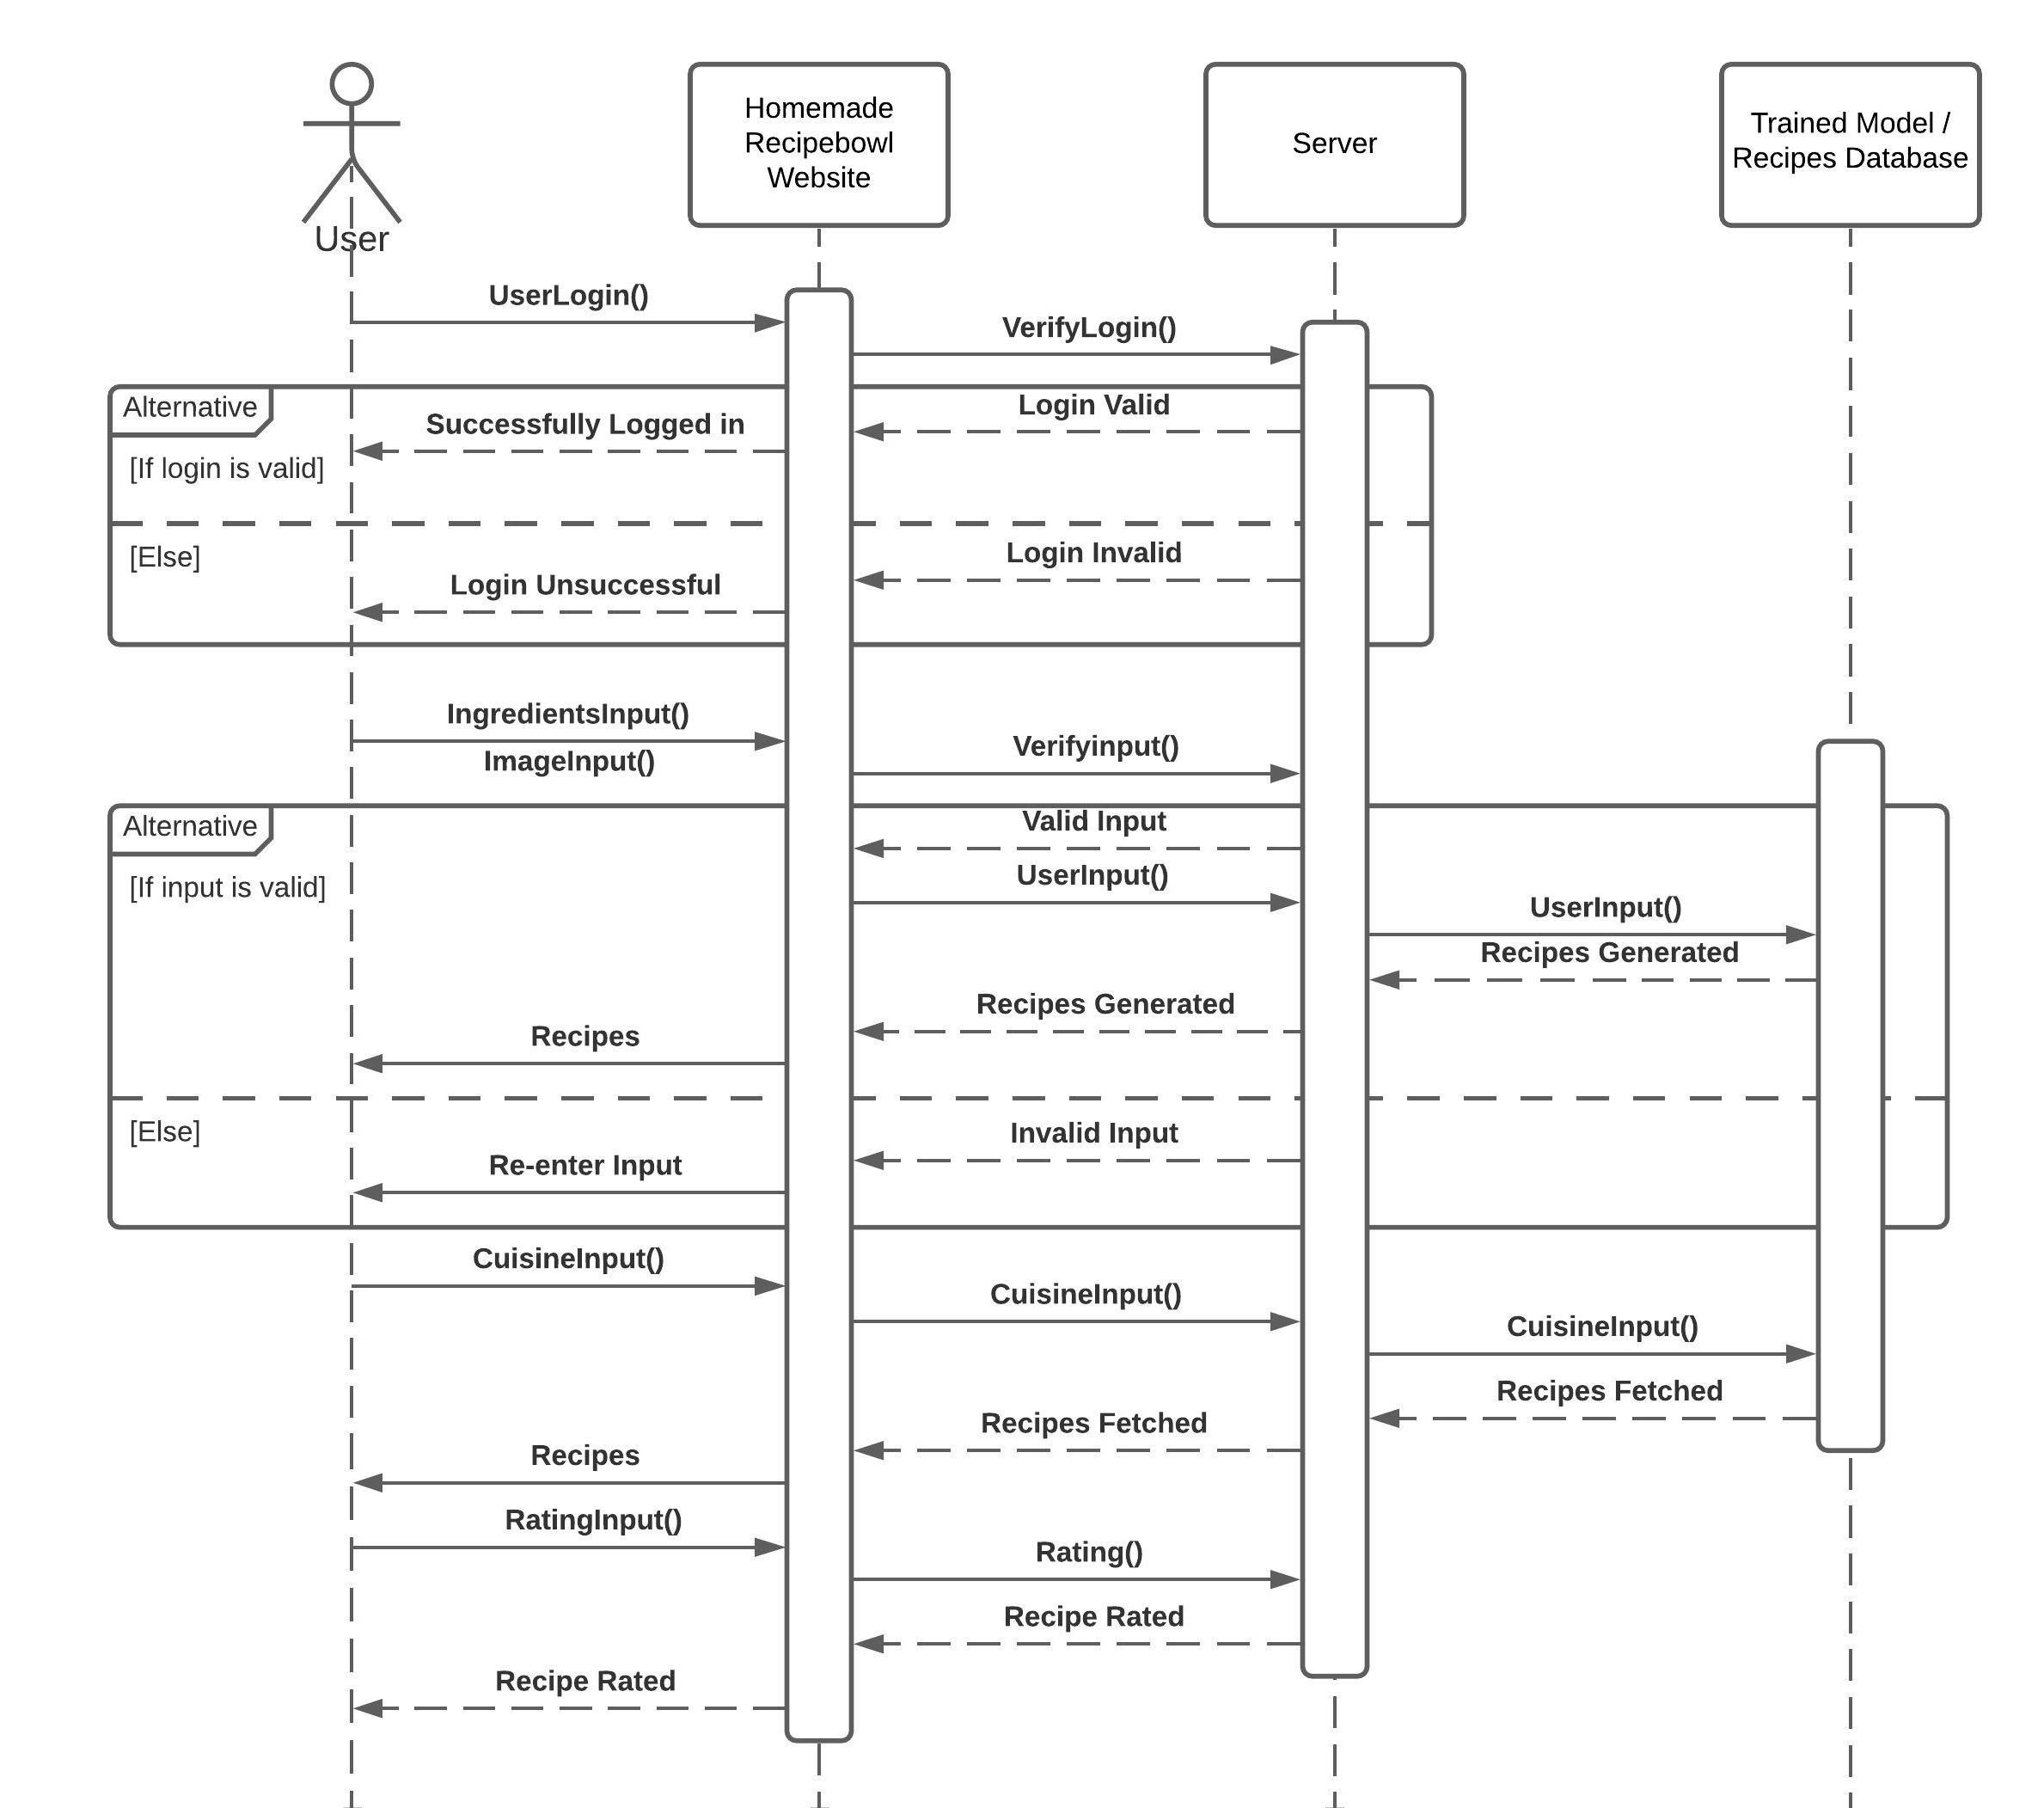 Homemade
Recipebowl
Website
Server
Trained Model /
Recipes Database
User
UserLogin()
VerifyLogin()
Alternative
Login Valid
Successfully Logged in
[If login is valid]
[Else]
Login Invalid
Login Unsuccessful
IngredientsInput()
ImageInput()
Verifyinput()
Alternative
Valid Input
[If input is valid]
UserInput()
UserInput()
Recipes Generated
Recipes Generated
Recipes
[Else]
Invalid Input
Re-enter Input
CuisineInput()
CuisineInput()
CuisineInput()
Recipes Fetched
Recipes Fetched
Recipes
RatingInput()
Rating()
Recipe Rated
Recipe Rated